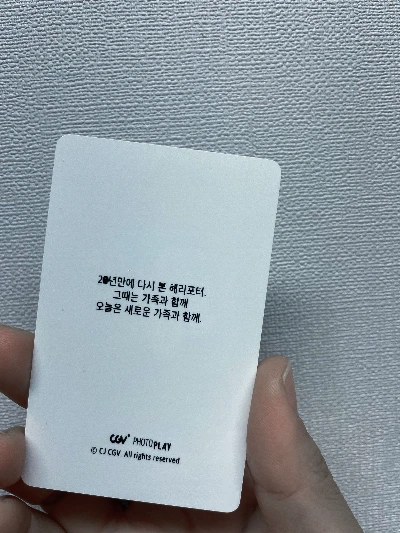 20년만에 다시 본 해리포터.
그때는 가족과 함께
오늘은 새로운 가족과 함께.
CGV PHOTOPLAY
© CJ CGV. All rights reserved